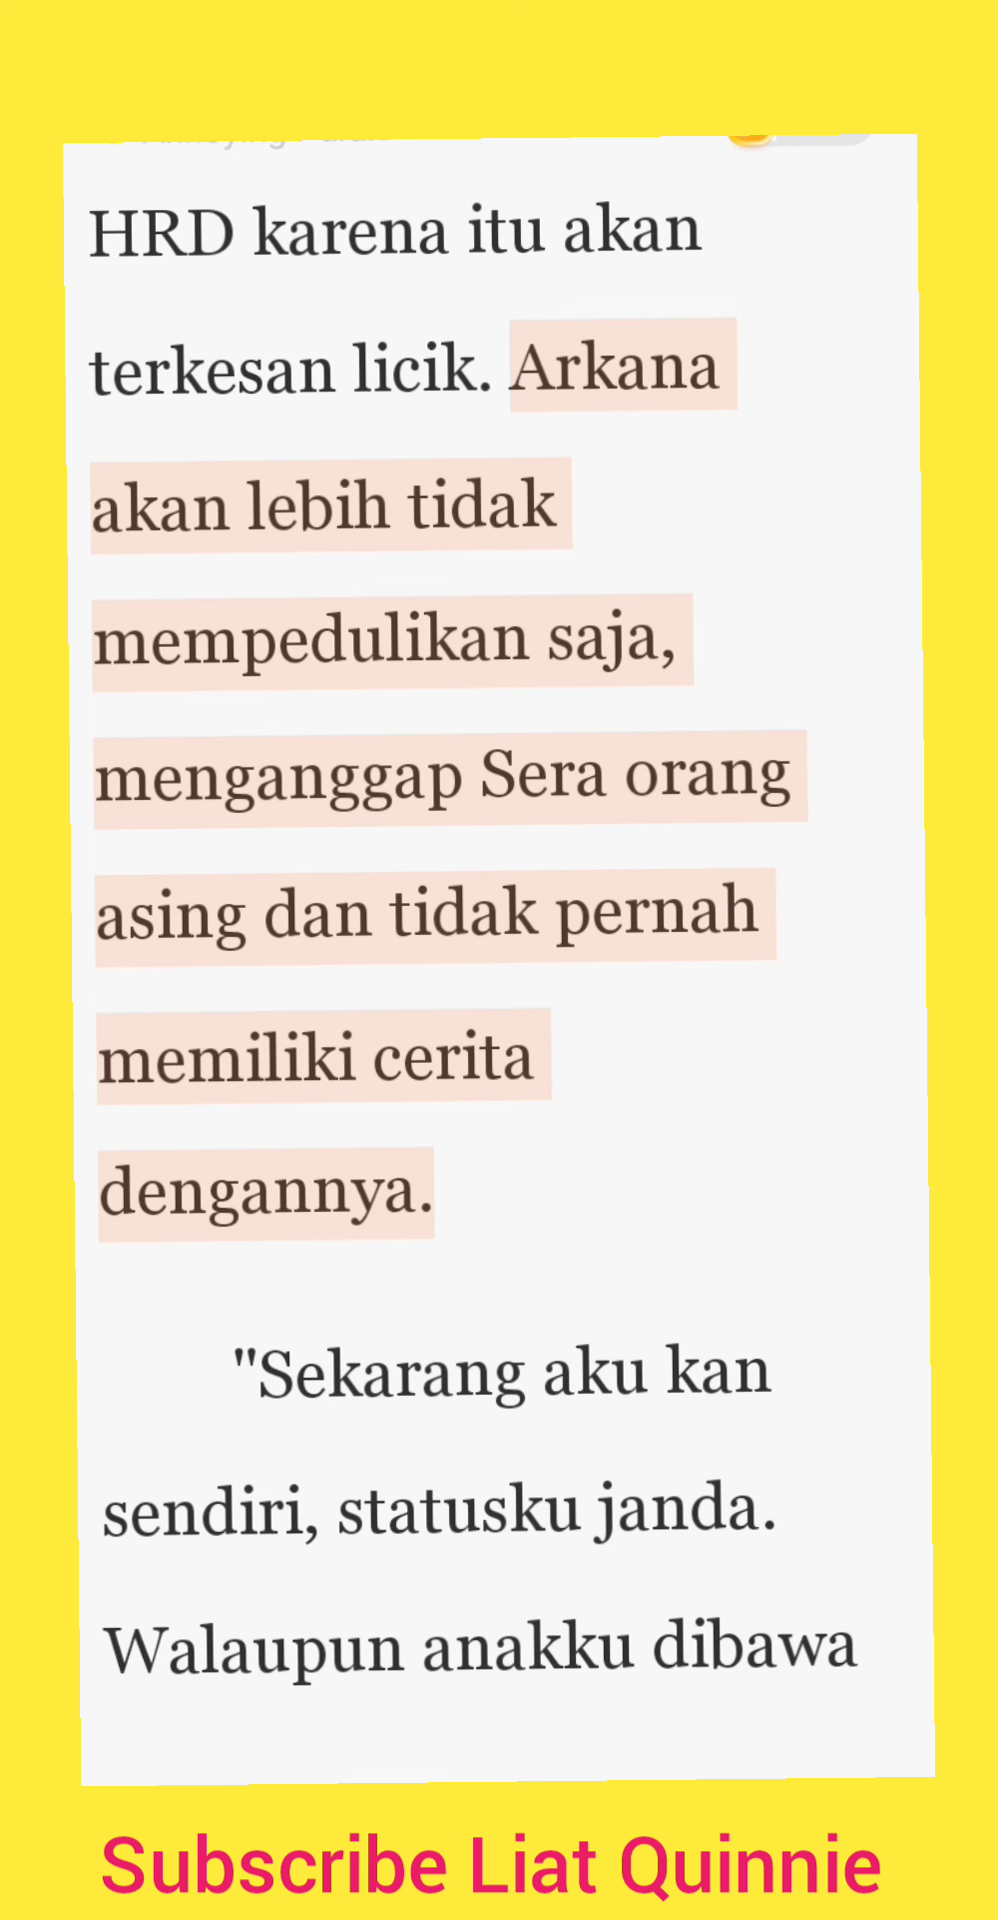 HRD karena itu akan
terkesan licik. Arkana
akan lebih tidak
mempedulikan saja,
menganggap Sera orang
asing dan tidak pernah
memiliki cerita
dengannya.
"Sekarang aku kan
sendiri, statusku janda.
Walaupun anakku dibawa
Subscribe Liat Quinnie